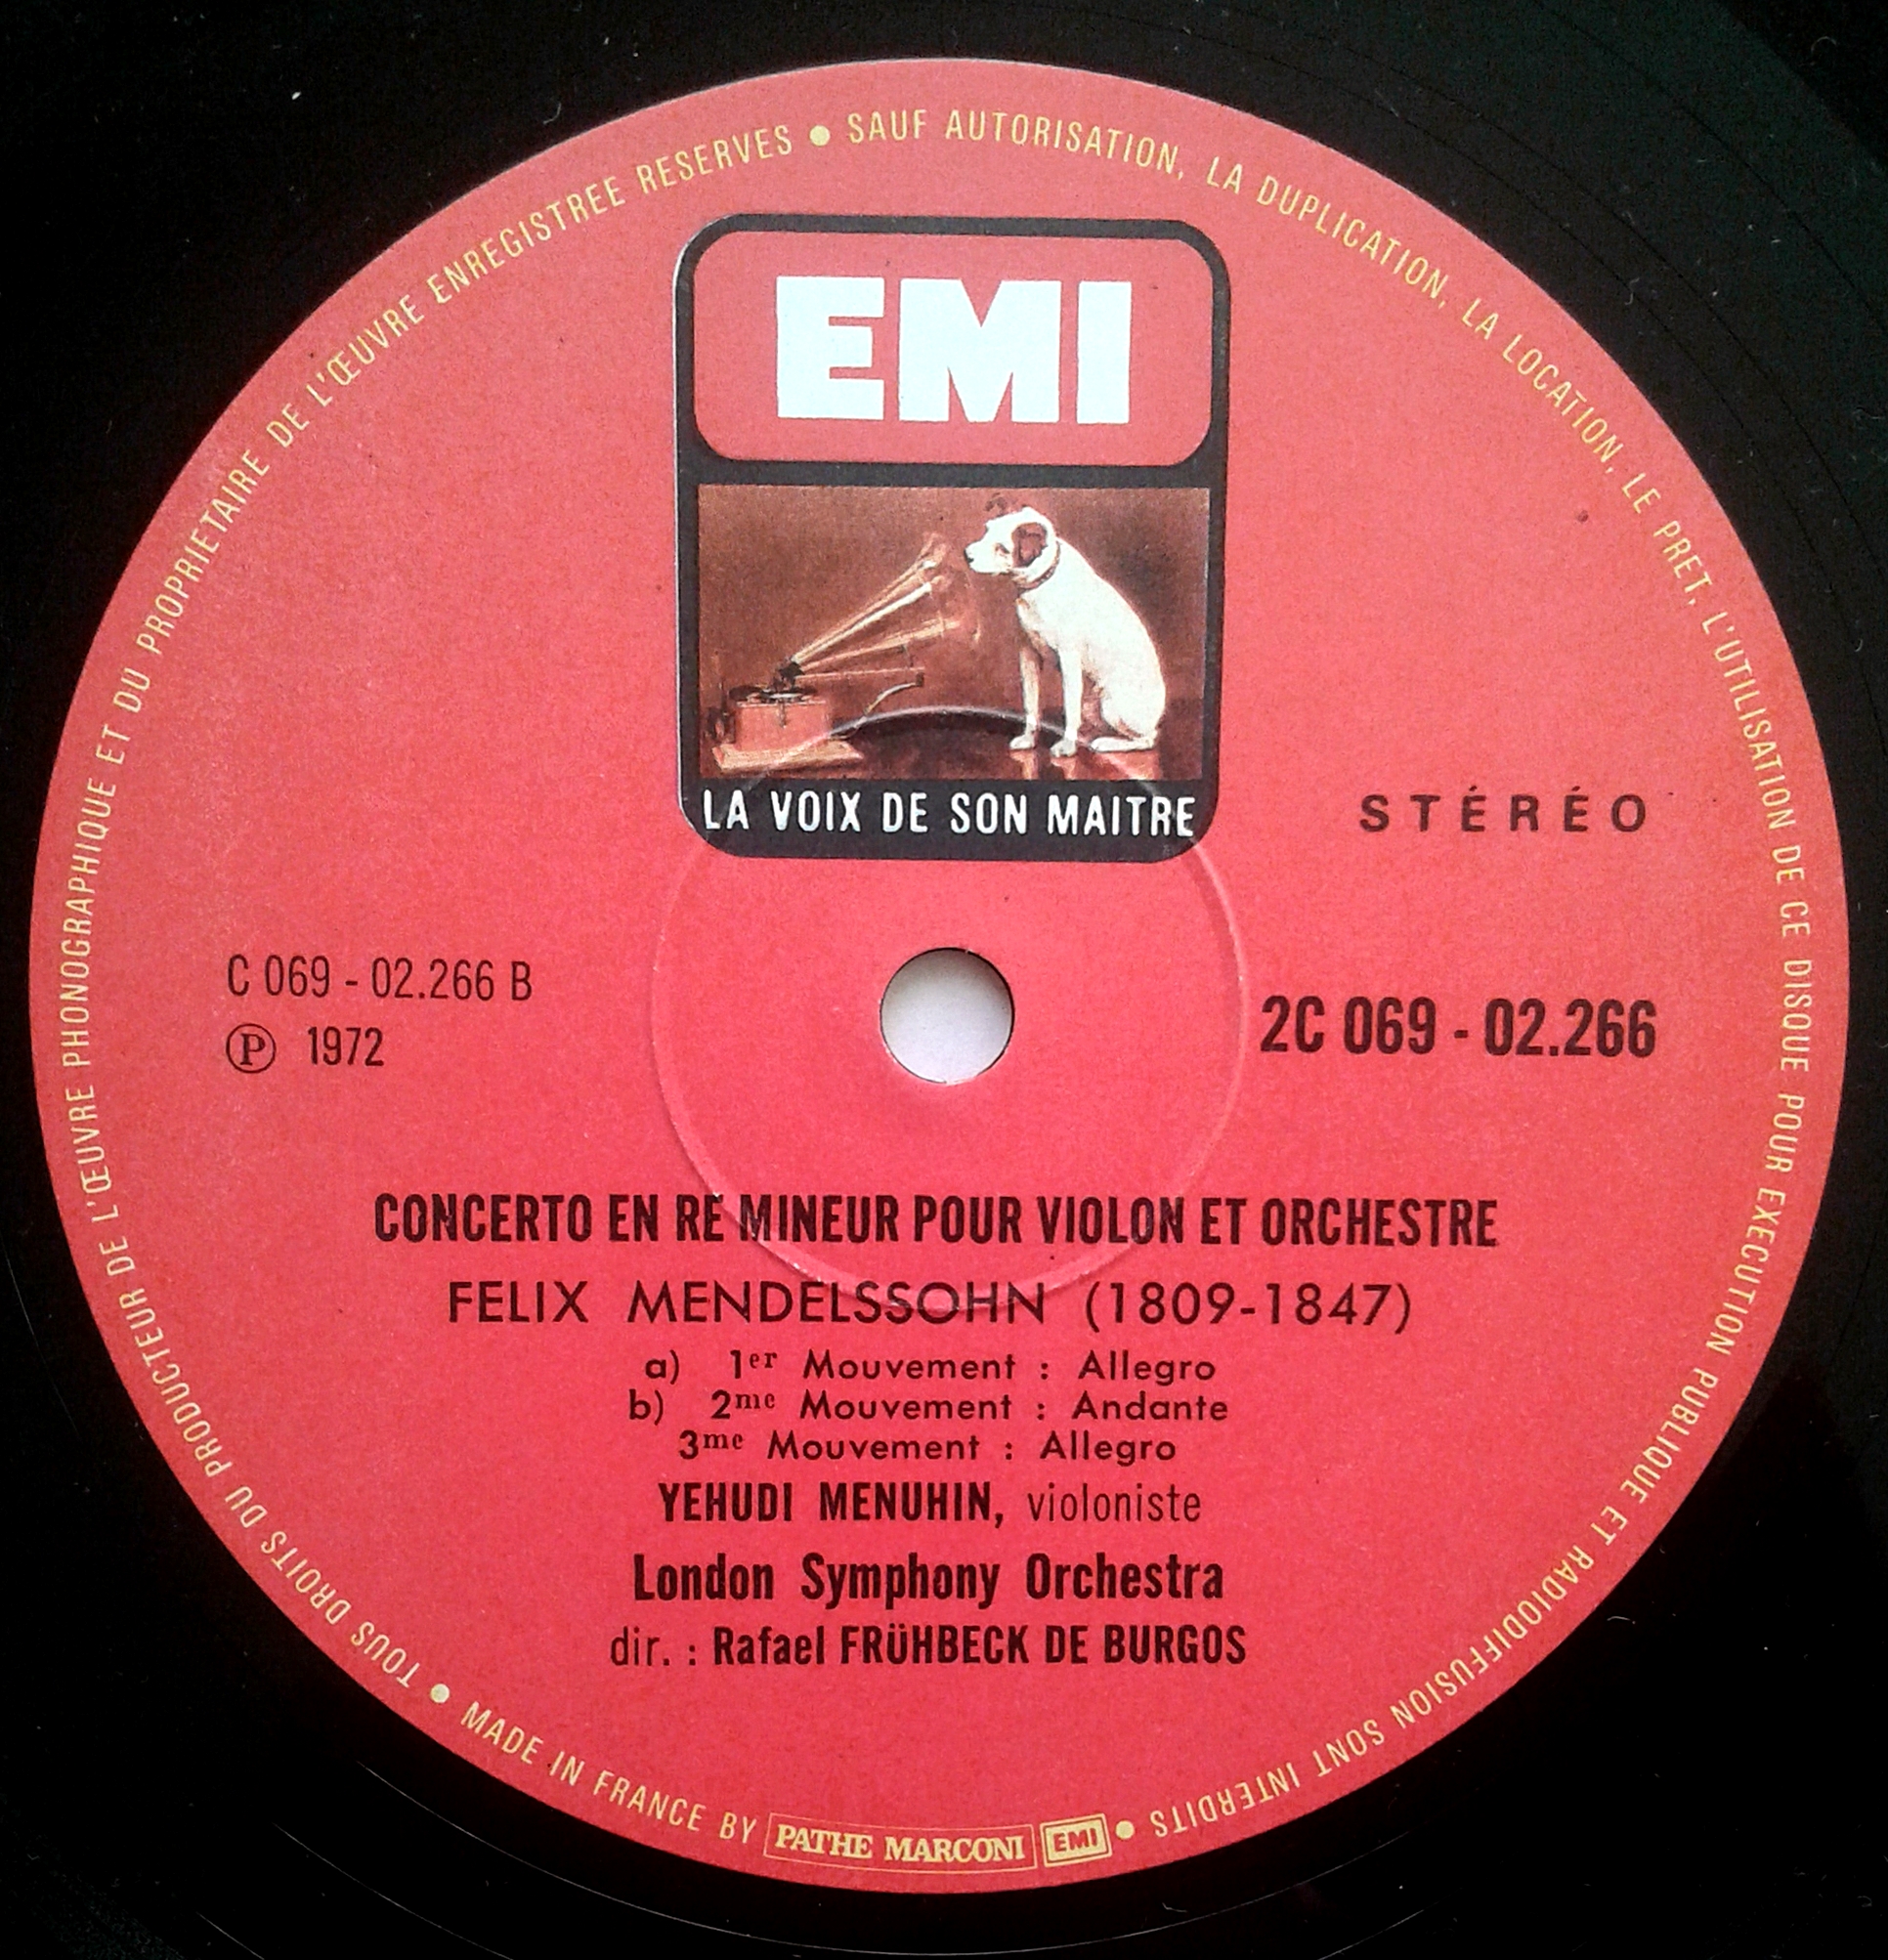 TOUS DROITS DU PRODUCTEUR DE L'ŒUVRE PHONOGRAPHIQUE ET DU PROPRIETAIRE DE L'ŒUVRE ENREGISTREE RESERVES • SAUF AUTORISATION, LA DUPLICATION, LA LOCATION, LE PRET, L'UTILISATION DE CE DISQUE POUR EXECUTION PUBLIQUE ET RADIODIFFUSION SONT INTERDITS •
EMI
LA VOIX DE SON MAITRE
STÉRÉO
C 069 - 02.266 B
Ⓟ 1972
2C 069 - 02.266
CONCERTO EN RE MINEUR POUR VIOLON ET ORCHESTRE
FELIX MENDELSSOHN (1809-1847)
a) 1er Mouvement : Allegro
b) 2me Mouvement : Andante
3me Mouvement : Allegro
YEHUDI MENUHIN, violoniste
London Symphony Orchestra
dir. : Rafael FRÜHBECK DE BURGOS
• MADE IN FRANCE BY PATHE MARCONI EMI